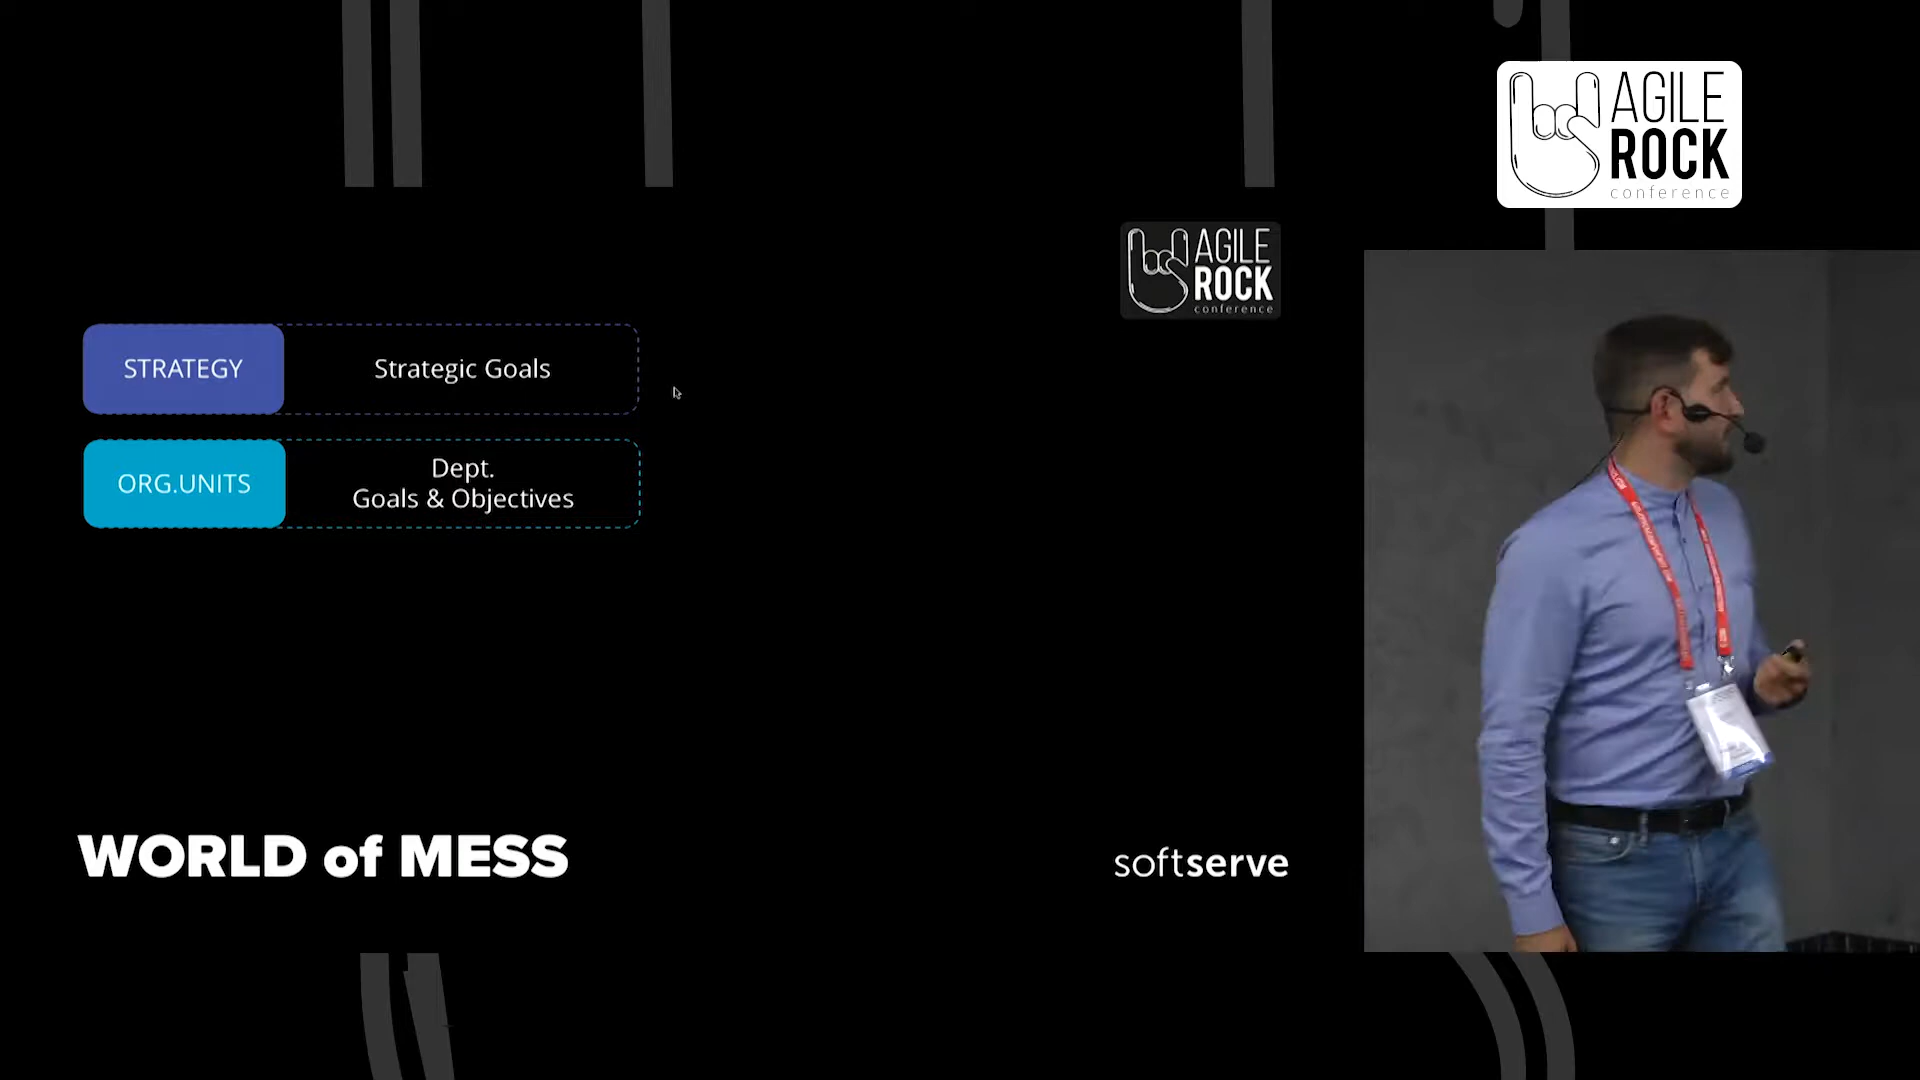 AGILE
ROCK
conference
AGILE
ROCK
conference
STRATEGY
Strategic Goals
ORG.UNITS
Dept.
Goals & Objectives
WORLD of MESS
softserve